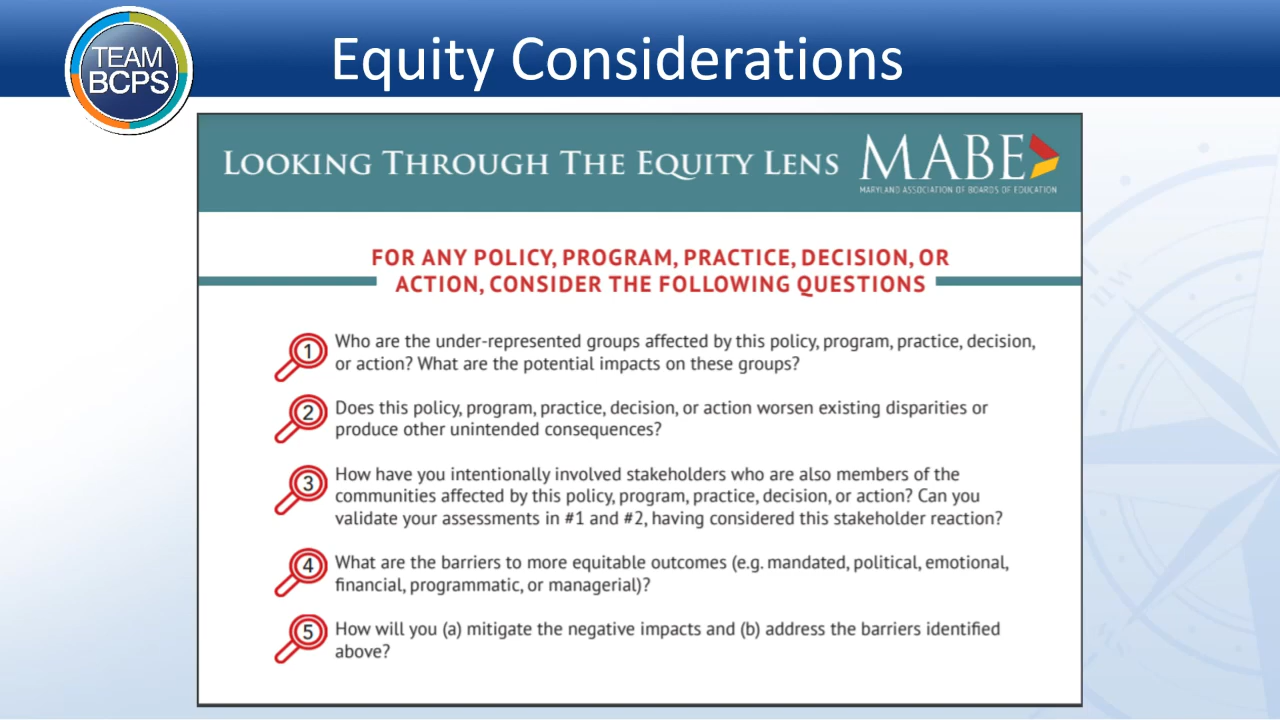 TEAM
BCPS
Equity Considerations
LOOKING THROUGH THE EQUITY LENS
MABE
MARYLAND ASSOCIATION OF BOARDS OF EDUCATION
FOR ANY POLICY, PROGRAM, PRACTICE, DECISION, OR
ACTION, CONSIDER THE FOLLOWING QUESTIONS
1 Who are the under-represented groups affected by this policy, program, practice, decision,
or action? What are the potential impacts on these groups?
2 Does this policy, program, practice, decision, or action worsen existing disparities or
produce other unintended consequences?
3 How have you intentionally involved stakeholders who are also members of the
communities affected by this policy, program, practice, decision, or action? Can you
validate your assessments in #1 and #2, having considered this stakeholder reaction?
4 What are the barriers to more equitable outcomes (e.g. mandated, political, emotional,
financial, programmatic, or managerial)?
5 How will you (a) mitigate the negative impacts and (b) address the barriers identified
above?